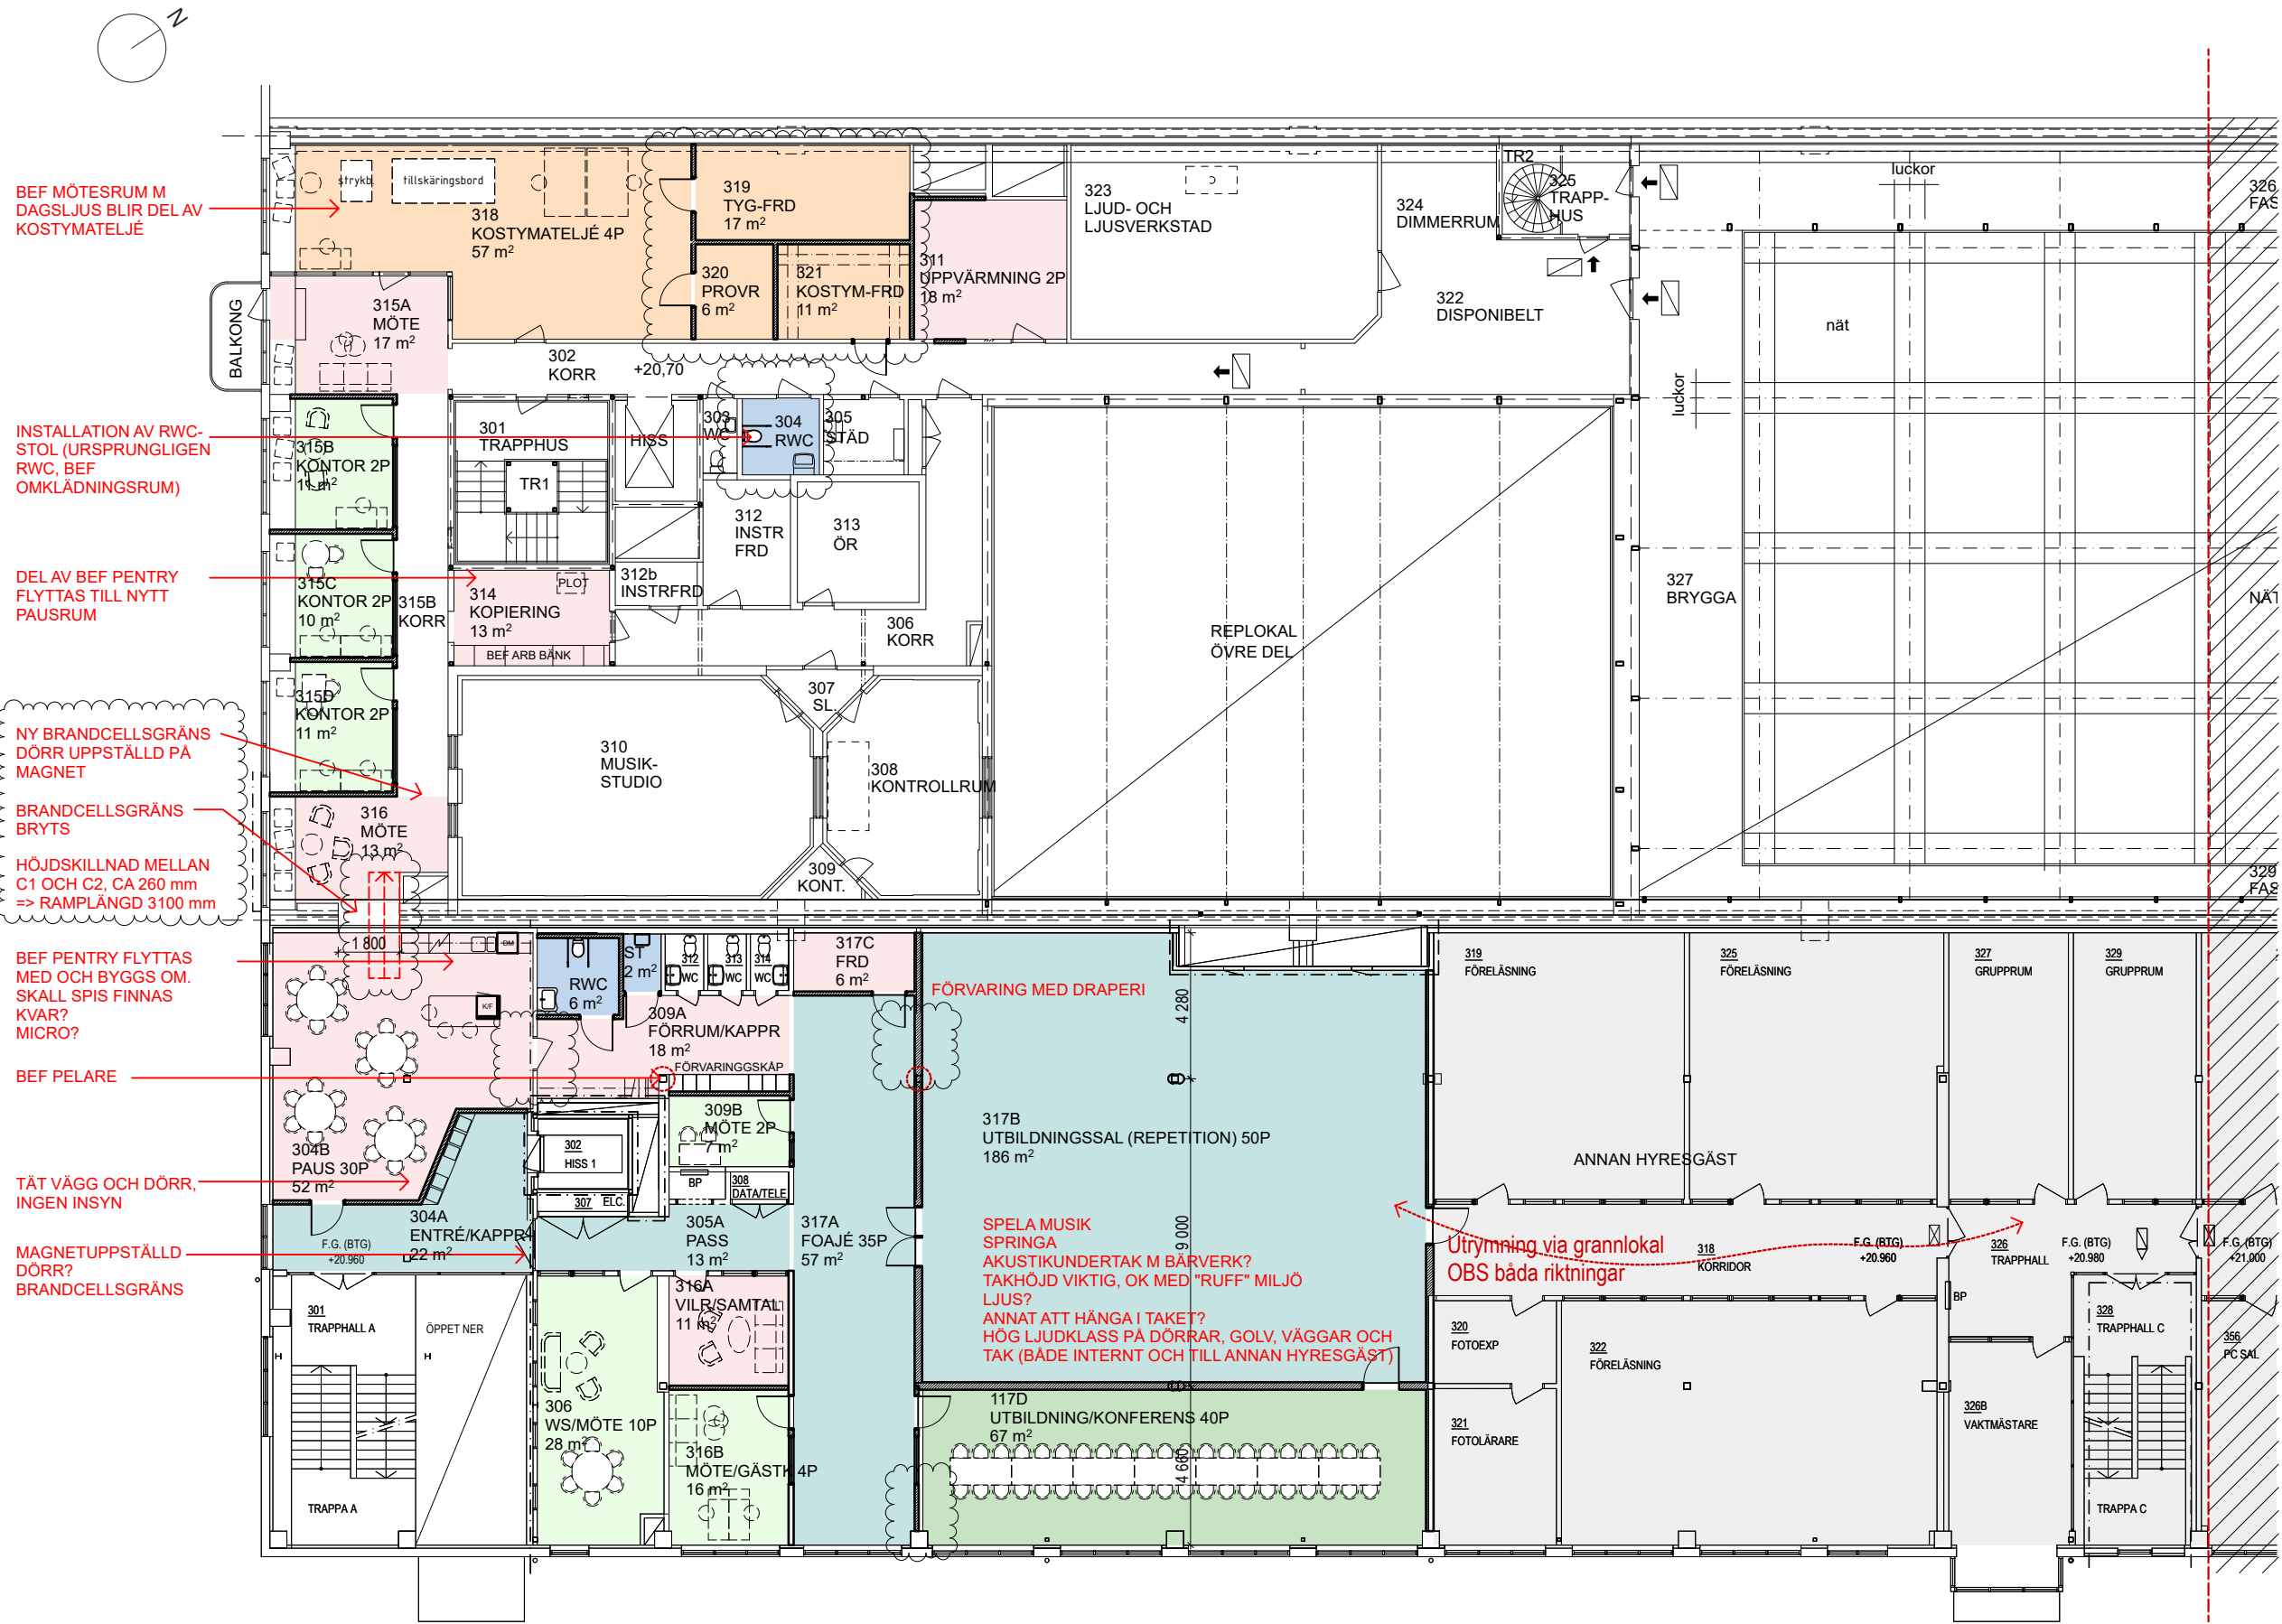 N
BEF MÖTESRUM M
DAGSLJUS BLIR DEL AV
KOSTYMATELJÉ
INSTALLATION AV RWC-
STOL (URSPRUNGLIGEN
RWC, BEF
OMKLÄDNINGSRUM)
DEL AV BEF PENTRY
FLYTTAS TILL NYTT
PAUSRUM
NY BRANDCELLSGRÄNS
DÖRR UPPSTÄLLD PÅ
MAGNET
BRANDCELLSGRÄNS
BRYTS
HÖJDSKILLNAD MELLAN
C1 OCH C2, CA 260 mm
=> RAMPLÄNGD 3100 mm
BEF PENTRY FLYTTAS
MED OCH BYGGS OM.
SKALL SPIS FINNAS
KVAR?
MICRO?
BEF PELARE
TÄT VÄGG OCH DÖRR,
INGEN INSYN
MAGNETUPPSTÄLLD
DÖRR?
BRANDCELLSGRÄNS
strykb
tillskäringsbord
318
KOSTYMATELJÉ 4P
57 m²
319
TYG-FRD
17 m²
320
PROVR
6 m²
321
KOSTYM-FRD
11 m²
311
UPPVÄRMNING 2P
18 m²
323
LJUD- OCH
LJUSVERKSTAD
324
DIMMERRUM
TR2
325
TRAPP-
HUS
322
DISPONIBELT
luckor
326
FAS
nät
luckor
327
BRYGGA
NÄT
329
FAS
BALKONG
315A
MÖTE
17 m²
302
KORR
+20,70
315B
KONTOR 2P
11 m²
301
TRAPPHUS
TR1
HISS
303
WC
304
RWC
305
STÄD
312
INSTR
FRD
313
ÖR
312b
INSTRFRD
315C
KONTOR 2P
10 m²
315B
KORR
PLOT
314
KOPIERING
13 m²
BEF ARB BÄNK
306
KORR
REPLOKAL
ÖVRE DEL
315D
KONTOR 2P
11 m²
310
MUSIK-
STUDIO
307
SL.
308
KONTROLLRUM
309
KONT.
316
MÖTE
13 m²
1 800
DM
K/F
RWC
6 m²
ST
2 m²
312
WC
313
WC
314
WC
317C
FRD
6 m²
309A
FÖRRUM/KAPPR
18 m²
FÖRVARINGGSKÅP
FÖRVARING MED DRAPERI
4 280
9 000
4 660
304B
PAUS 30P
52 m²
302
HISS 1
309B
MÖTE 2P
7 m²
BP
308
DATA/TELE
307
ELC.
304A
ENTRÉ/KAPPR
22 m²
F.G. (BTG)
+20.960
305A
PASS
13 m²
317A
FOAJÉ 35P
57 m²
317B
UTBILDNINGSSAL (REPETITION) 50P
186 m²
SPELA MUSIK
SPRINGA
AKUSTIKUNDERTAK M BÄRVERK?
TAKHÖJD VIKTIG, OK MED "RUFF" MILJÖ
LJUS?
ANNAT ATT HÄNGA I TAKET?
HÖG LJUDKLASS PÅ DÖRRAR, GOLV, VÄGGAR OCH
TAK (BÅDE INTERNT OCH TILL ANNAN HYRESGÄST)
301
TRAPPHALL A
ÖPPET NER
H
H
TRAPPA A
306
WS/MÖTE 10P
28 m²
316A
VILR/SAMTAL
11 m²
316B
MÖTE/GÄSTK 4P
16 m²
117D
UTBILDNING/KONFERENS 40P
67 m²
319
FÖRELÄSNING
325
FÖRELÄSNING
327
GRUPPRUM
329
GRUPPRUM
ANNAN HYRESGÄST
Utrymning via grannlokal
OBS båda riktningar
318
KORRIDOR
F.G. (BTG)
+20.960
326
TRAPPHALL
F.G. (BTG)
+20.980
F.G. (BTG)
+21.000
BP
320
FOTOEXP
322
FÖRELÄSNING
321
FOTOLÄRARE
328
TRAPPHALL C
356
PC SAL
326B
VAKTMÄSTARE
TRAPPA C